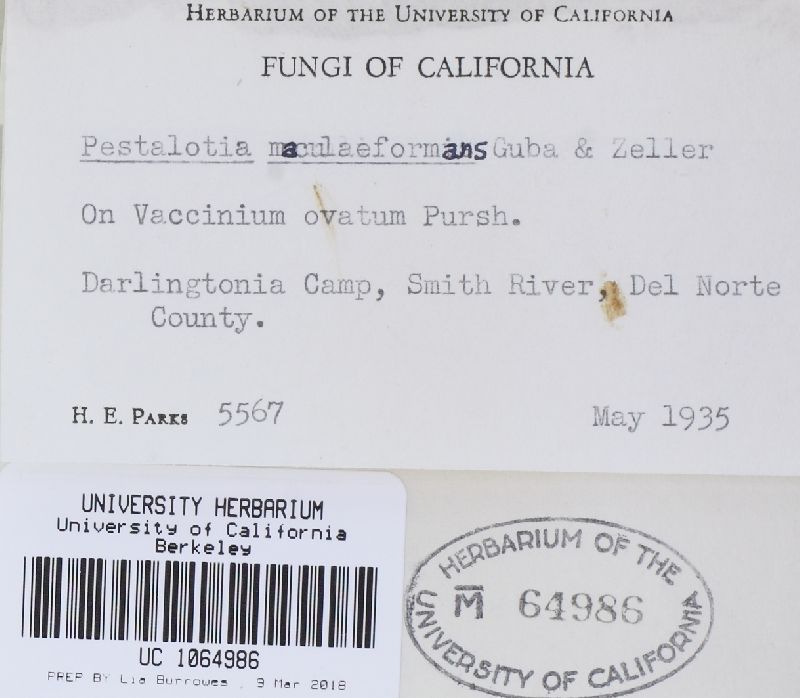 HERBARIUM OF THE UNIVERSITY OF CALIFORNIA
FUNGI OF CALIFORNIA
Pestalotia maculaeformans Guba & Zeller
On Vaccinium ovatum Pursh.
Darlingtonia Camp, Smith River, Del Norte
County.
H. E. PARKS 5567 May 1935
UNIVERSITY HERBARIUM
University of California
Berkeley
UC 1064986
PREP BY Lia Burrowes , 9 Mar 2018
HERBARIUM OF THE
M 64986
UNIVERSITY OF CALIFORNIA